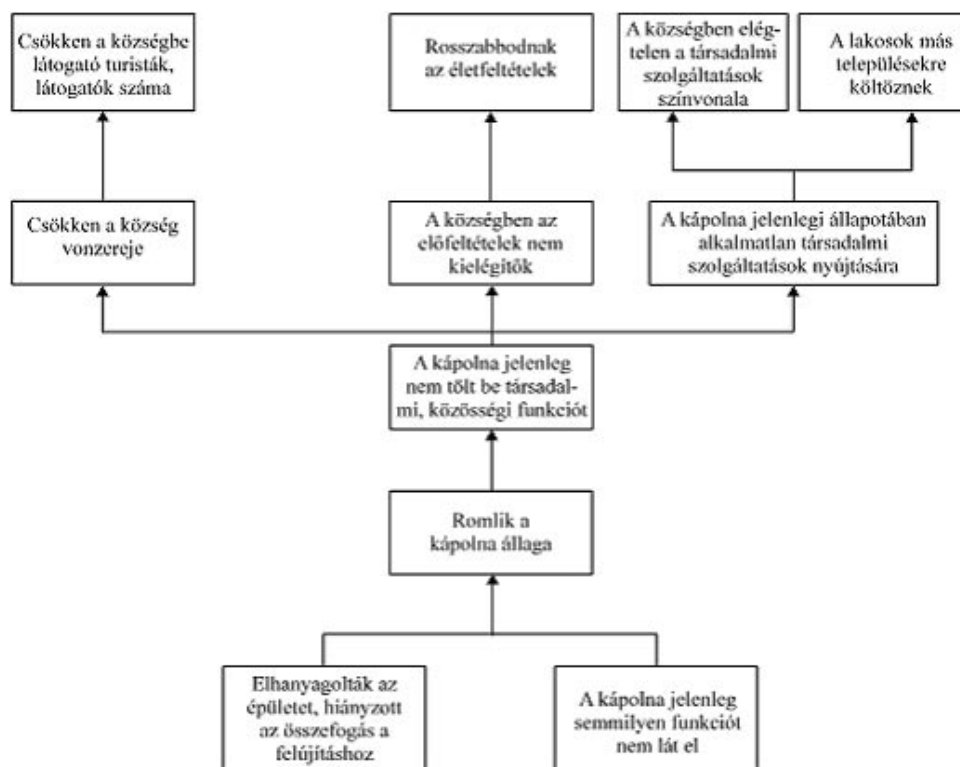 Csökken a községbe
látogató turisták,
látogatók száma
Rosszabbodnak
az életfeltételek
A községben elég-
telen a társadalmi
szolgáltatások
színvonala
A lakosok más
településekre
költöznek
Csökken a község
vonzereje
A községben az
előfeltételek nem
kielégítők
A kápolna jelenlegi állapotában
alkalmatlan társadalmi
szolgáltatások nyújtására
A kápolna jelenleg
nem tölt be társadal-
mi, közösségi funkciót
Romlik a
kápolna állaga
Elhanyagolták az
épületet, hiányzott
az összefogás a
felújításhoz
A kápolna jelenleg
semmilyen funkciót
nem lát el